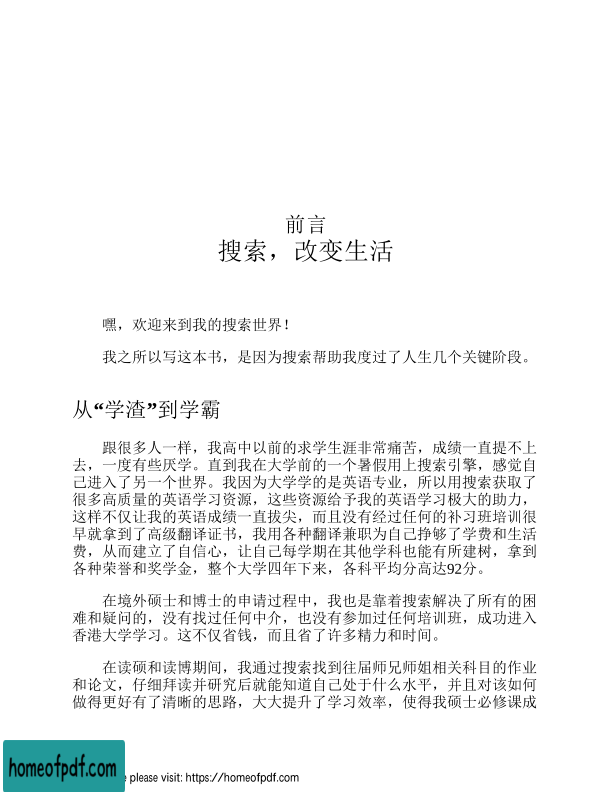 前言
搜索，改变生活
嘿，欢迎来到我的搜索世界！
我之所以写这本书，是因为搜索帮助我度过了人生几个关键阶段。
从“学渣”到学霸
跟很多人一样，我高中以前的求学生涯非常痛苦，成绩一直提不上
去，一度有些厌学。直到我在大学前的一个暑假用上搜索引擎，感觉自
己进入了另一个世界。我因为大学学的是英语专业，所以用搜索获取了
很多高质量的英语学习资源，这些资源给予我的英语学习极大的助力，
这样不仅让我的英语成绩一直拔尖，而且没有经过任何的补习班培训很
早就拿到了高级翻译证书，我用各种翻译兼职为自己挣够了学费和生活
费，从而建立了自信心，让自己每学期在其他学科也能有所建树，拿到
各种荣誉和奖学金，整个大学四年下来，各科平均分高达92分。
在境外硕士和博士的申请过程中，我也是靠着搜索解决了所有的困
难和疑问的，没有找过任何中介，也没有参加过任何培训班，成功进入
香港大学学习。这不仅省钱，而且省了许多精力和时间。
在读硕和读博期间，我通过搜索找到往届师兄师姐相关科目的作业
和论文，仔细拜读并研究后就能知道自己处于什么水平，并且对该如何
做得更好有了清晰的思路，大大提升了学习效率，使得我硕士必修课成
homeofpdf.com
please visit: https://homeofpdf.com